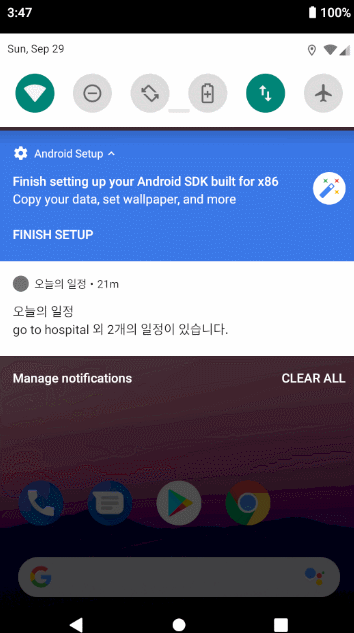 3:47
100%
Sun, Sep 29
Android Setup
Finish setting up your Android SDK built for x86
Copy your data, set wallpaper, and more
FINISH SETUP
오늘의 일정 • 21m
오늘의 일정
go to hospital 외 2개의 일정이 있습니다.
Manage notifications
CLEAR ALL